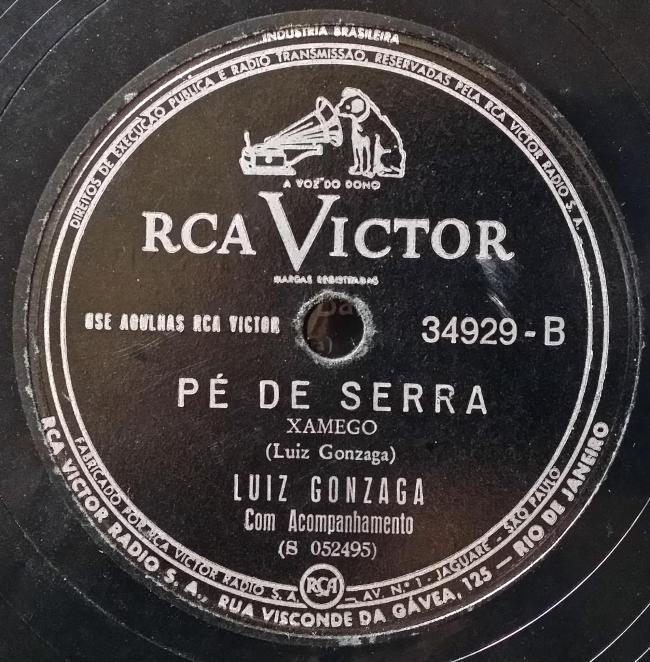 INDÚSTRIA BRASILEIRA
DIREITOS DE EXECUÇÃO PUBLICA E RADIO TRANSMISSÃO, RESERVADAS PELA RCA VICTOR RADIO S. A.
A VOZ DO DONO
RCA VICTOR
MARCAS REGISTRADAS
USE AGULHAS RCA VICTOR
34929-B
PÉ DE SERRA
XAMEGO
(Luiz Gonzaga)
LUIZ GONZAGA
Com Acompanhamento
(S 052495)
FABRICADO POR RCA VICTOR RADIO S. A. RCA - AV. N.º 1 - JAGUARÉ - SÃO PAULO
RCA VICTOR RADIO S. A., RUA VISCONDE DA GÁVEA, 125 — RIO DE JANEIRO